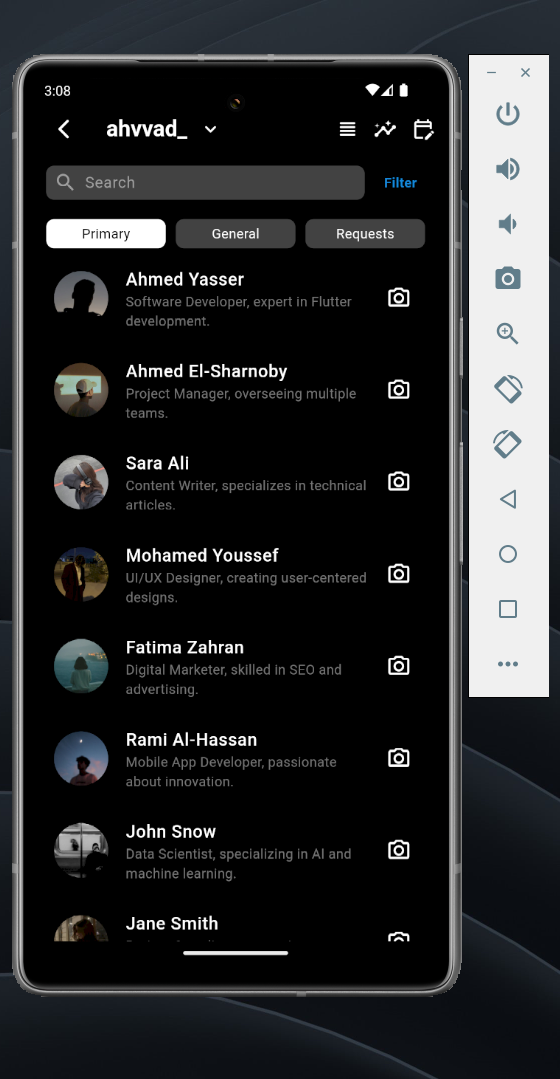 3:08
ahvvad_
Search
Filter
Primary
General
Requests
Ahmed Yasser
Software Developer, expert in Flutter
development.
Ahmed El-Sharnoby
Project Manager, overseeing multiple
teams.
Sara Ali
Content Writer, specializes in technical
articles.
Mohamed Youssef
UI/UX Designer, creating user-centered
designs.
Fatima Zahran
Digital Marketer, skilled in SEO and
advertising.
Rami Al-Hassan
Mobile App Developer, passionate
about innovation.
John Snow
Data Scientist, specializing in AI and
machine learning.
Jane Smith